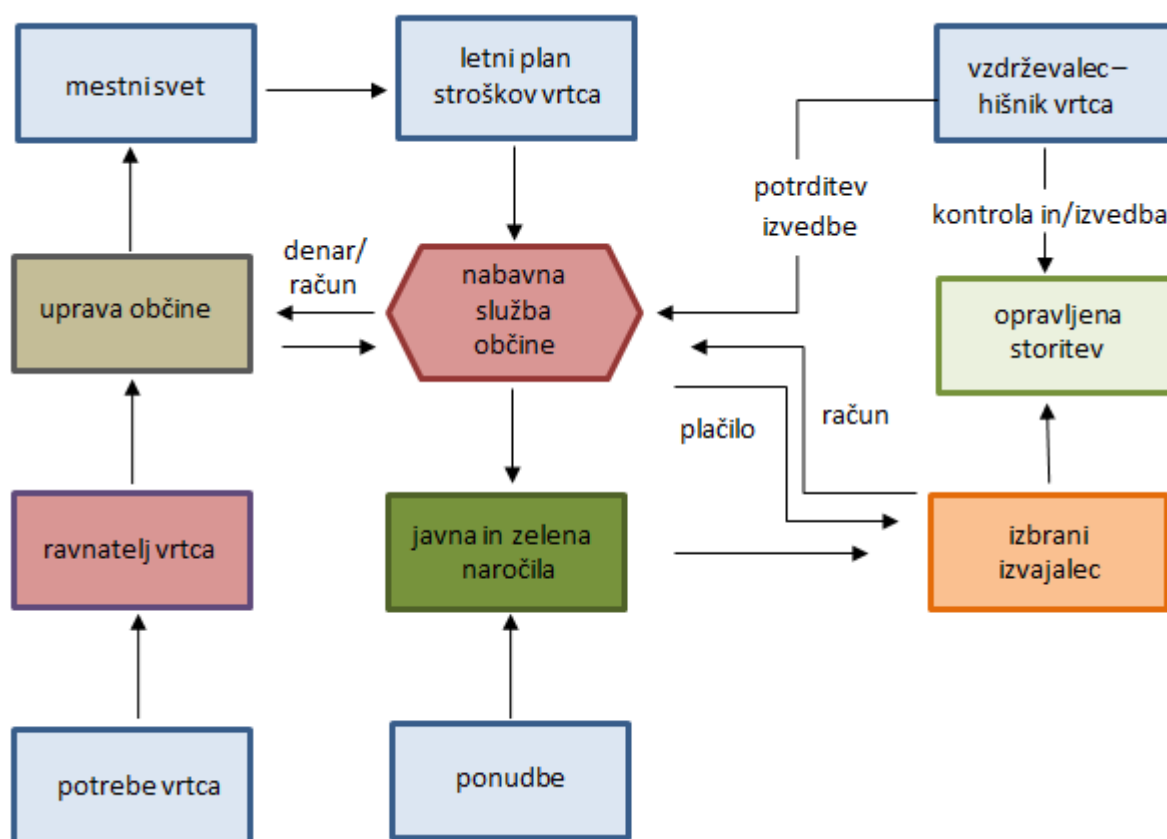 mestni svet
letni plan
stroškov vrtca
vzdrževalec –
hišnik vrtca
potrditev
izvedbe
kontrola in/izvedba
uprava občine
denar/
račun
nabavna
služba
občine
opravljena
storitev
plačilo
račun
ravnatelj vrtca
javna in zelena
naročila
izbrani
izvajalec
potrebe vrtca
ponudbe